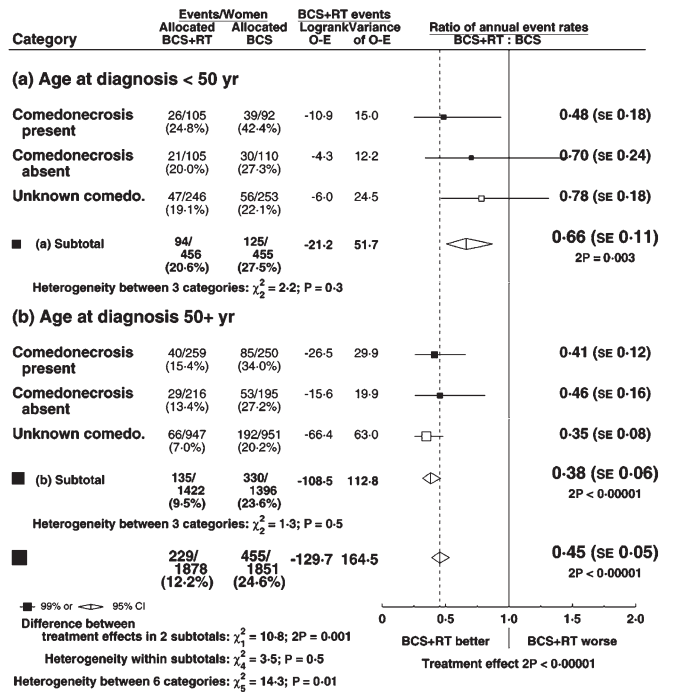 Events/Women BCS+RT events
Allocated Allocated Logrank Variance Ratio of annual event rates
Category BCS+RT BCS O-E of O-E BCS+RT : BCS
(a) Age at diagnosis < 50 yr
Comedonecrosis 26/105 39/92 -10·9 15·0 0·48 (SE 0·18)
present (24·8%) (42·4%)
Comedonecrosis 21/105 30/110 -4·3 12·2 0·70 (SE 0·24)
absent (20·0%) (27·3%)
Unknown comedo. 47/246 56/253 -6·0 24·5 0·78 (SE 0·18)
(19·1%) (22·1%)
(a) Subtotal 94/ 125/ -21·2 51·7 0·66 (SE 0·11)
456 455 2P = 0·003
(20·6%) (27·5%)
Heterogeneity between 3 categories: χ²₂ = 2·2; P = 0·3
(b) Age at diagnosis 50+ yr
Comedonecrosis 40/259 85/250 -26·5 29·9 0·41 (SE 0·12)
present (15·4%) (34·0%)
Comedonecrosis 29/216 53/195 -15·6 19·9 0·46 (SE 0·16)
absent (13·4%) (27·2%)
Unknown comedo. 66/947 192/951 -66·4 63·0 0·35 (SE 0·08)
(7·0%) (20·2%)
(b) Subtotal 135/ 330/ -108·5 112·8 0·38 (SE 0·06)
1422 1396 2P < 0·00001
(9·5%) (23·6%)
Heterogeneity between 3 categories: χ²₂ = 1·3; P = 0·5
229/ 455/ -129·7 164·5 0·45 (SE 0·05)
1878 1851 2P < 0·00001
(12·2%) (24·6%)
99% or 95% CI
0 0·5 1·0 1·5 2·0
Difference between
treatment effects in 2 subtotals: χ²₁ = 10·8; 2P = 0·001
BCS+RT better BCS+RT worse
Heterogeneity within subtotals: χ²₄ = 3·5; P = 0·5
Treatment effect 2P < 0·00001
Heterogeneity between 6 categories: χ²₅ = 14·3; P = 0·01